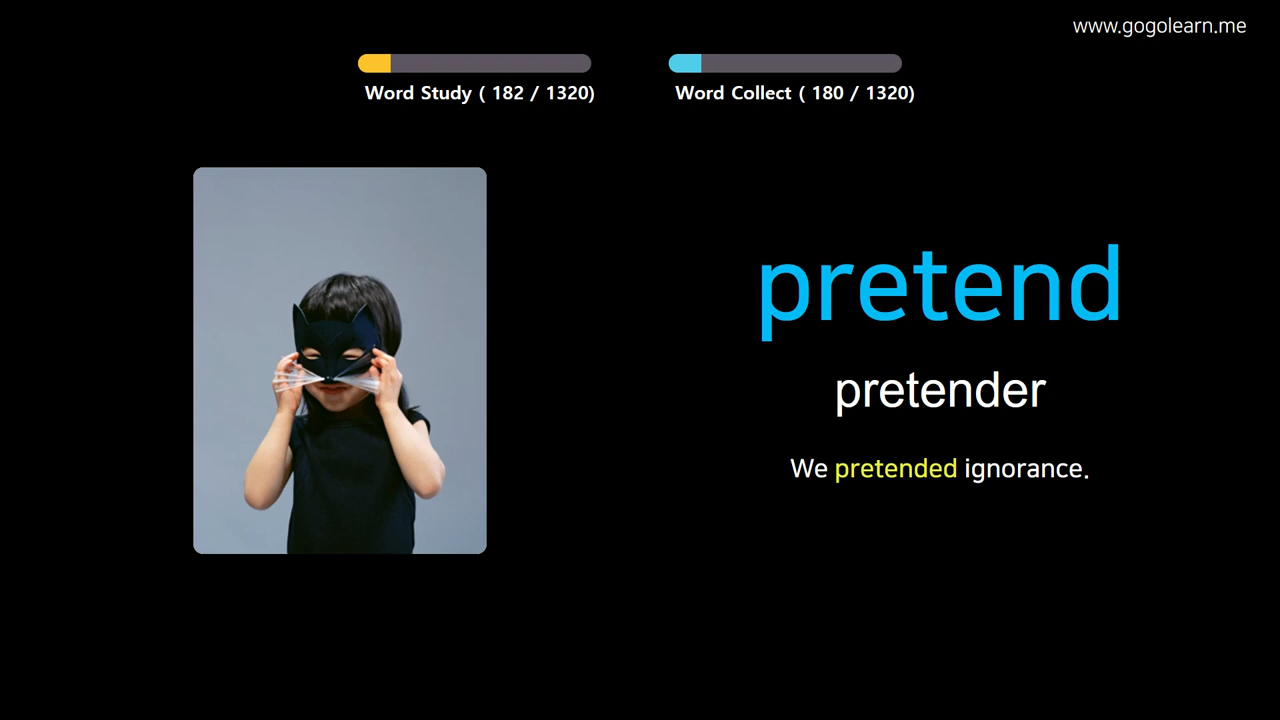 www.gogolearn.me
Word Study ( 182 / 1320)
Word Collect ( 180 / 1320)
pretend
pretender
We pretended ignorance.